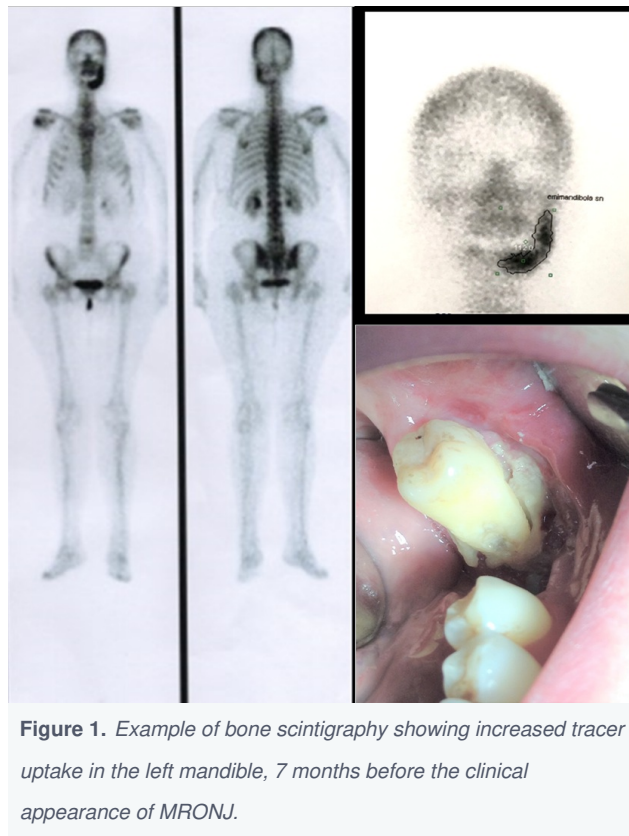 emimandibola sn
Figure 1. Example of bone scintigraphy showing increased tracer
uptake in the left mandible, 7 months before the clinical
appearance of MRONJ.